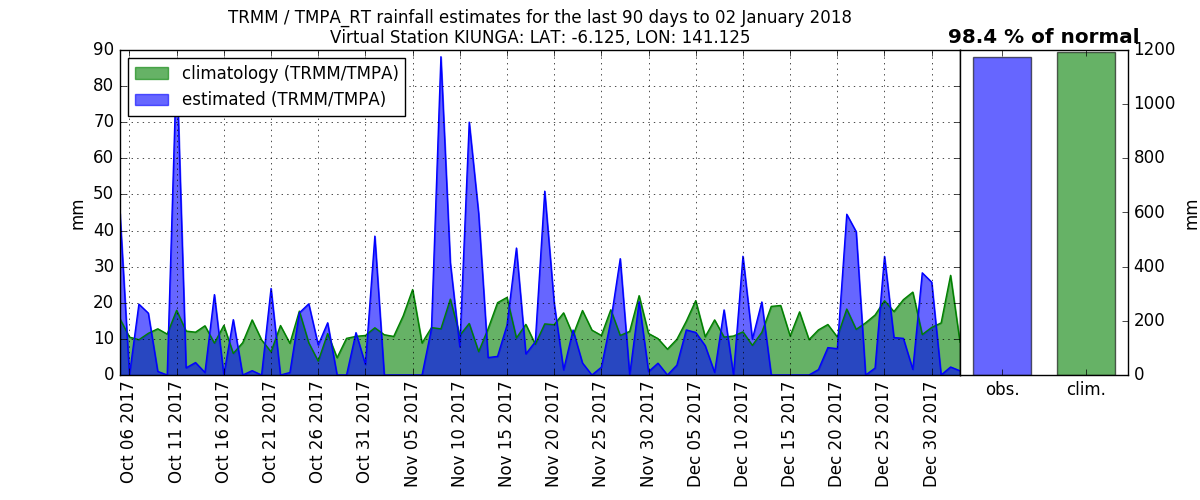 TRMM / TMPA_RT rainfall estimates for the last 90 days to 02 January 2018
Virtual Station KIUNGA: LAT: -6.125, LON: 141.125
98.4 % of normal
climatology (TRMM/TMPA)
estimated (TRMM/TMPA)
90
80
70
60
50
40
30
20
10
0
mm
Oct 06 2017
Oct 11 2017
Oct 16 2017
Oct 21 2017
Oct 26 2017
Oct 31 2017
Nov 05 2017
Nov 10 2017
Nov 15 2017
Nov 20 2017
Nov 25 2017
Nov 30 2017
Dec 05 2017
Dec 10 2017
Dec 15 2017
Dec 20 2017
Dec 25 2017
Dec 30 2017
obs.
clim.
1200
1000
800
600
400
200
0
mm